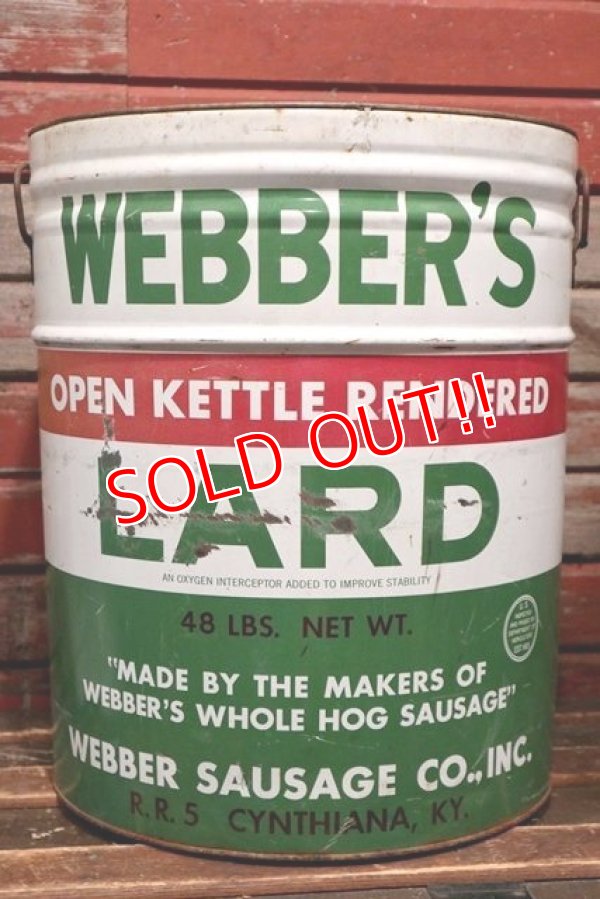 WEBBER'S
OPEN KETTLE RENDERED
SOLD OUT!!
LARD
AN OXYGEN INTERCEPTOR ADDED TO IMPROVE STABILITY
48 LBS. NET WT.
"MADE BY THE MAKERS OF
WEBBER'S WHOLE HOG SAUSAGE"
WEBBER SAUSAGE CO., INC.
R.R. 5 CYNTHIANA, KY.